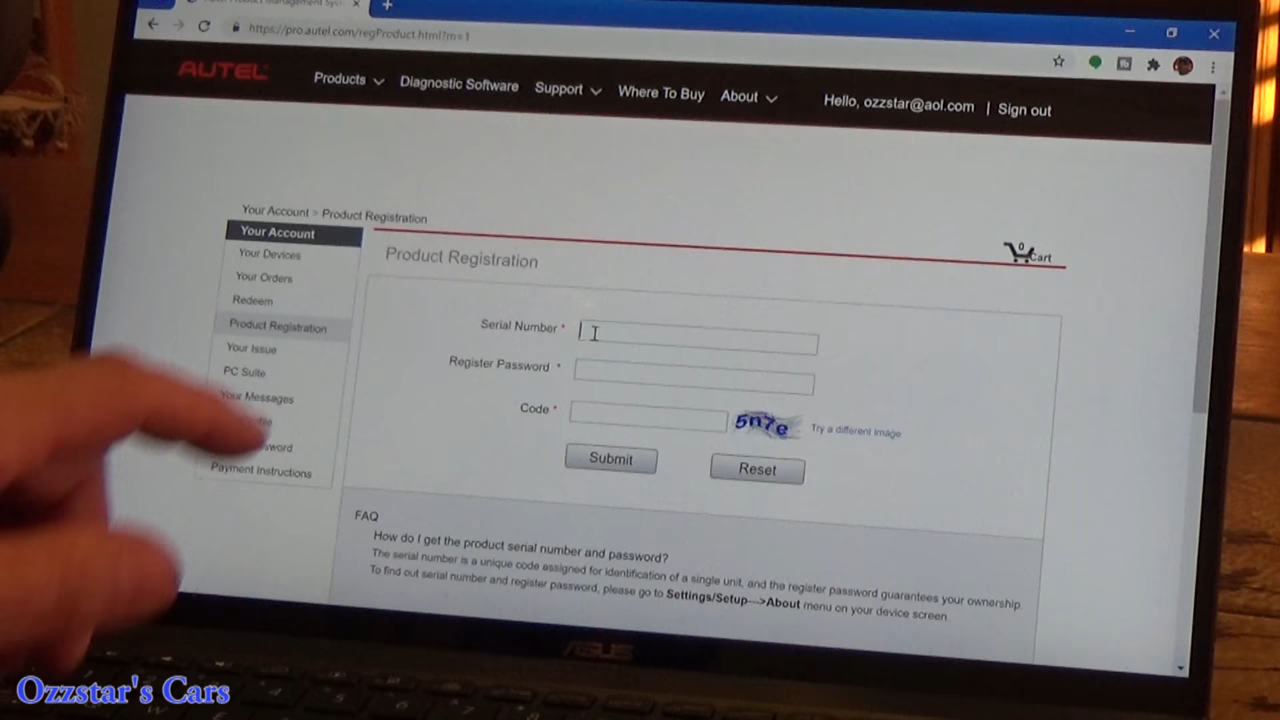 https://pro.autel.com/regProduct.html?m=1
AUTEL
Products Diagnostic Software Support Where To Buy About Hello, ozzstar@aol.com | Sign out
Your Account > Product Registration
Your Account
Your Devices
Your Orders
Redeem
Product Registration
Your Issue
PC Suite
Your Messages
Payment Instructions
0
Cart
Product Registration
Serial Number *
Register Password *
Code * 5n7e Try a different image
Submit Reset
FAQ
How do I get the product serial number and password?
The serial number is a unique code assigned for identification of a single unit, and the register password guarantees your ownership.
To find out serial number and register password, please go to Settings/Setup-->About menu on your device screen.
ASUS
Ozzstar's Cars